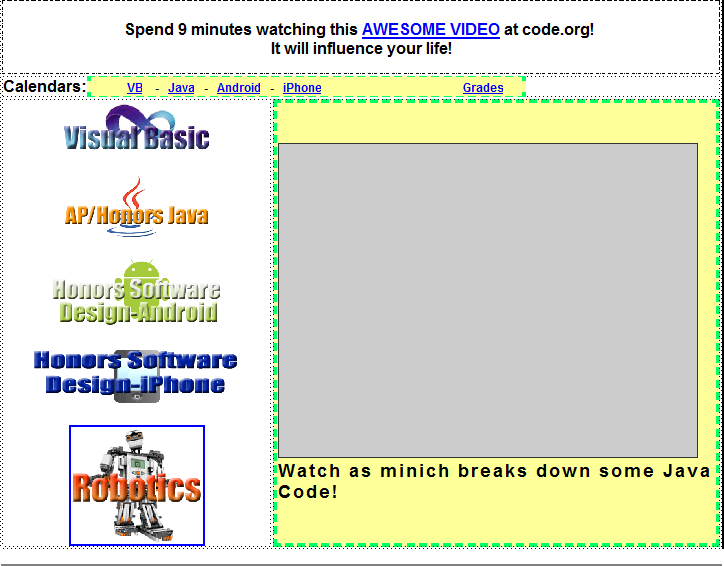 Spend 9 minutes watching this AWESOME VIDEO at code.org!
It will influence your life!
Calendars: VB - Java - Android - iPhone Grades
Visual Basic
AP/Honors Java
Honors Software
Design-Android
Honors Software
Design-iPhone
Robotics
Watch as minich breaks down some Java
Code!